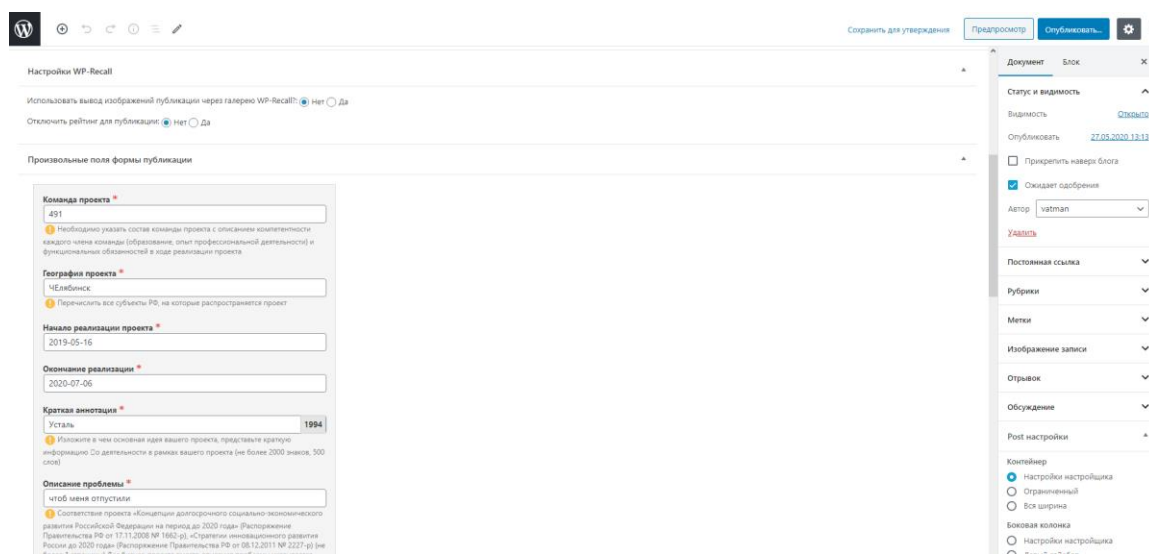 Сохранить для утверждения
Предпросмотр
Опубликовать...
Настройки WP-Recall
Использовать вывод изображений публикации через галерею WP-Recall?: Нет Да
Отключить рейтинг для публикации: Нет Да
Произвольные поля формы публикации
Команда проекта *
491
Необходимо указать состав команды проекта с описанием компетентности
каждого члена команды (образование, опыт профессиональной деятельности) и
функциональных обязанностей в ходе реализации проекта
География проекта *
ЧЕлябинск
Перечислить все субъекты РФ, на которые распространяется проект
Начало реализации проекта *
2019-05-16
Окончание реализации *
2020-07-06
Краткая аннотация *
Усталь 1994
Изложите в чем основная идея вашего проекта, представьте краткую
информацию о деятельности в рамках вашего проекта (не более 2000 знаков, 500
слов)
Описание проблемы *
чтоб меня отпустили
Соответствие проекта «Концепции долгосрочного социально-экономического
развития Российской Федерации на период до 2020 года» (Распоряжение
Правительства РФ от 17.11.2008 № 1662-р), «Стратегии инновационного развития
России до 2020 года» (Распоряжение Правительства РФ от 08.12.2011 № 2227-р) (не
Документ Блок
Статус и видимость
Видимость Открыто
Опубликовать 27.05.2020 13:13
Прикрепить наверх блога
Ожидает одобрения
Автор vatman
Удалить
Постоянная ссылка
Рубрики
Метки
Изображение записи
Отрывок
Обсуждение
Post настройки
Контейнер
Настройки настройщика
Ограниченный
Вся ширина
Боковая колонка
Настройки настройщика